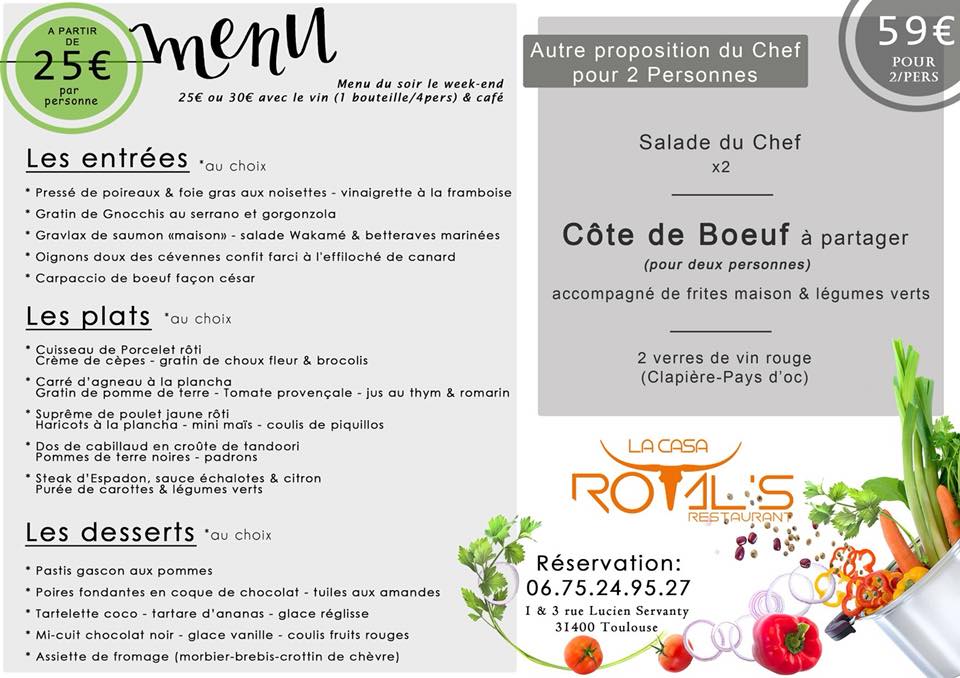 A PARTIR
DE
25€
par
personne
menu
Menu du soir le week-end
25€ ou 30€ avec le vin (1 bouteille/4pers) & café
Les entrées *au choix
* Pressé de poireaux & foie gras aux noisettes - vinaigrette à la framboise
* Gratin de Gnocchis au serrano et gorgonzola
* Gravlax de saumon «maison» - salade Wakamé & betteraves marinées
* Oignons doux des cévennes confit farci à l'effiloché de canard
* Carpaccio de boeuf façon césar
Les plats *au choix
* Cuisseau de Porcelet rôti
Crème de cèpes - gratin de choux fleur & brocolis
* Carré d'agneau à la plancha
Gratin de pomme de terre - Tomate provençale - jus au thym & romarin
* Suprême de poulet jaune rôti
Haricots à la plancha - mini maïs - coulis de piquillos
* Dos de cabillaud en croûte de tandoori
Pommes de terre noires - padrons
* Steak d'Espadon, sauce échalotes & citron
Purée de carottes & légumes verts
Les desserts *au choix
* Pastis gascon aux pommes
* Poires fondantes en coque de chocolat - tuiles aux amandes
* Tartelette coco - tartare d'ananas - glace réglisse
* Mi-cuit chocolat noir - glace vanille - coulis fruits rouges
* Assiette de fromage (morbier-brebis-crottin de chèvre)
Autre proposition du Chef
pour 2 Personnes
59€
POUR
2/PERS
Salade du Chef
x2
Côte de Boeuf à partager
(pour deux personnes)
accompagné de frites maison & légumes verts
2 verres de vin rouge
(Clapière-Pays d'oc)
LA CASA
ROYAL'S
RESTAURANT
Réservation:
06.75.24.95.27
1 & 3 rue Lucien Servanty
31400 Toulouse